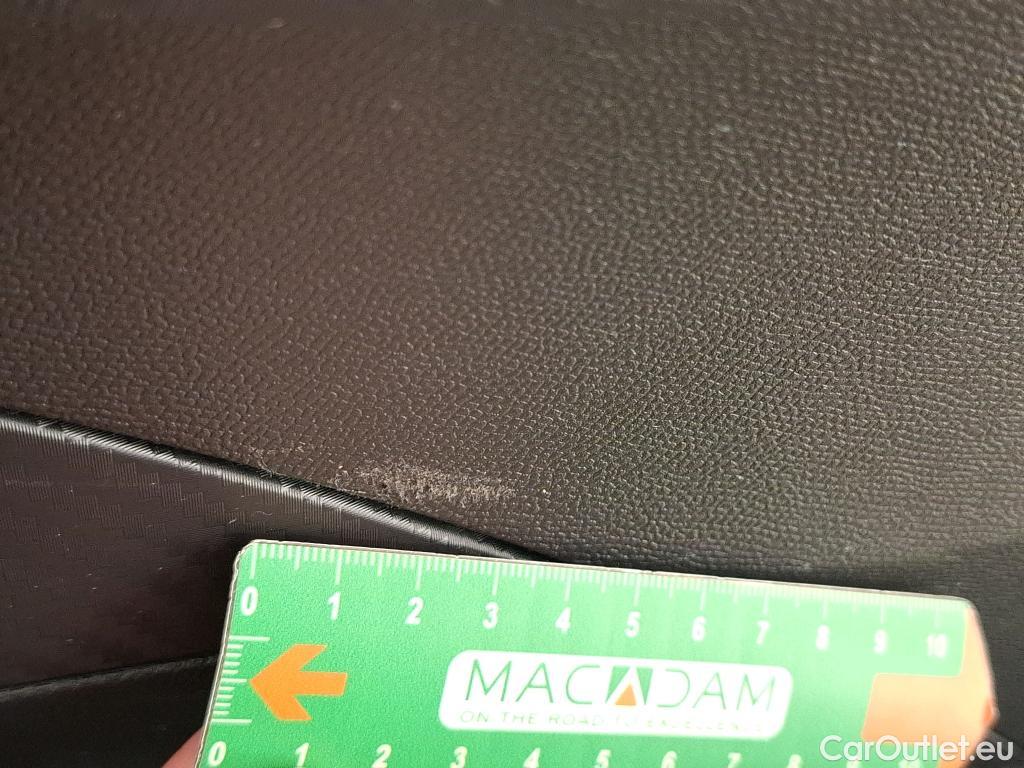 0 1 2 3 4 5 6 7 8 9 10
MACADAM
ON THE ROAD TO EXCELLENCE
0 1 2 3 4 5 6 7 8 9
CarOutlet.eu